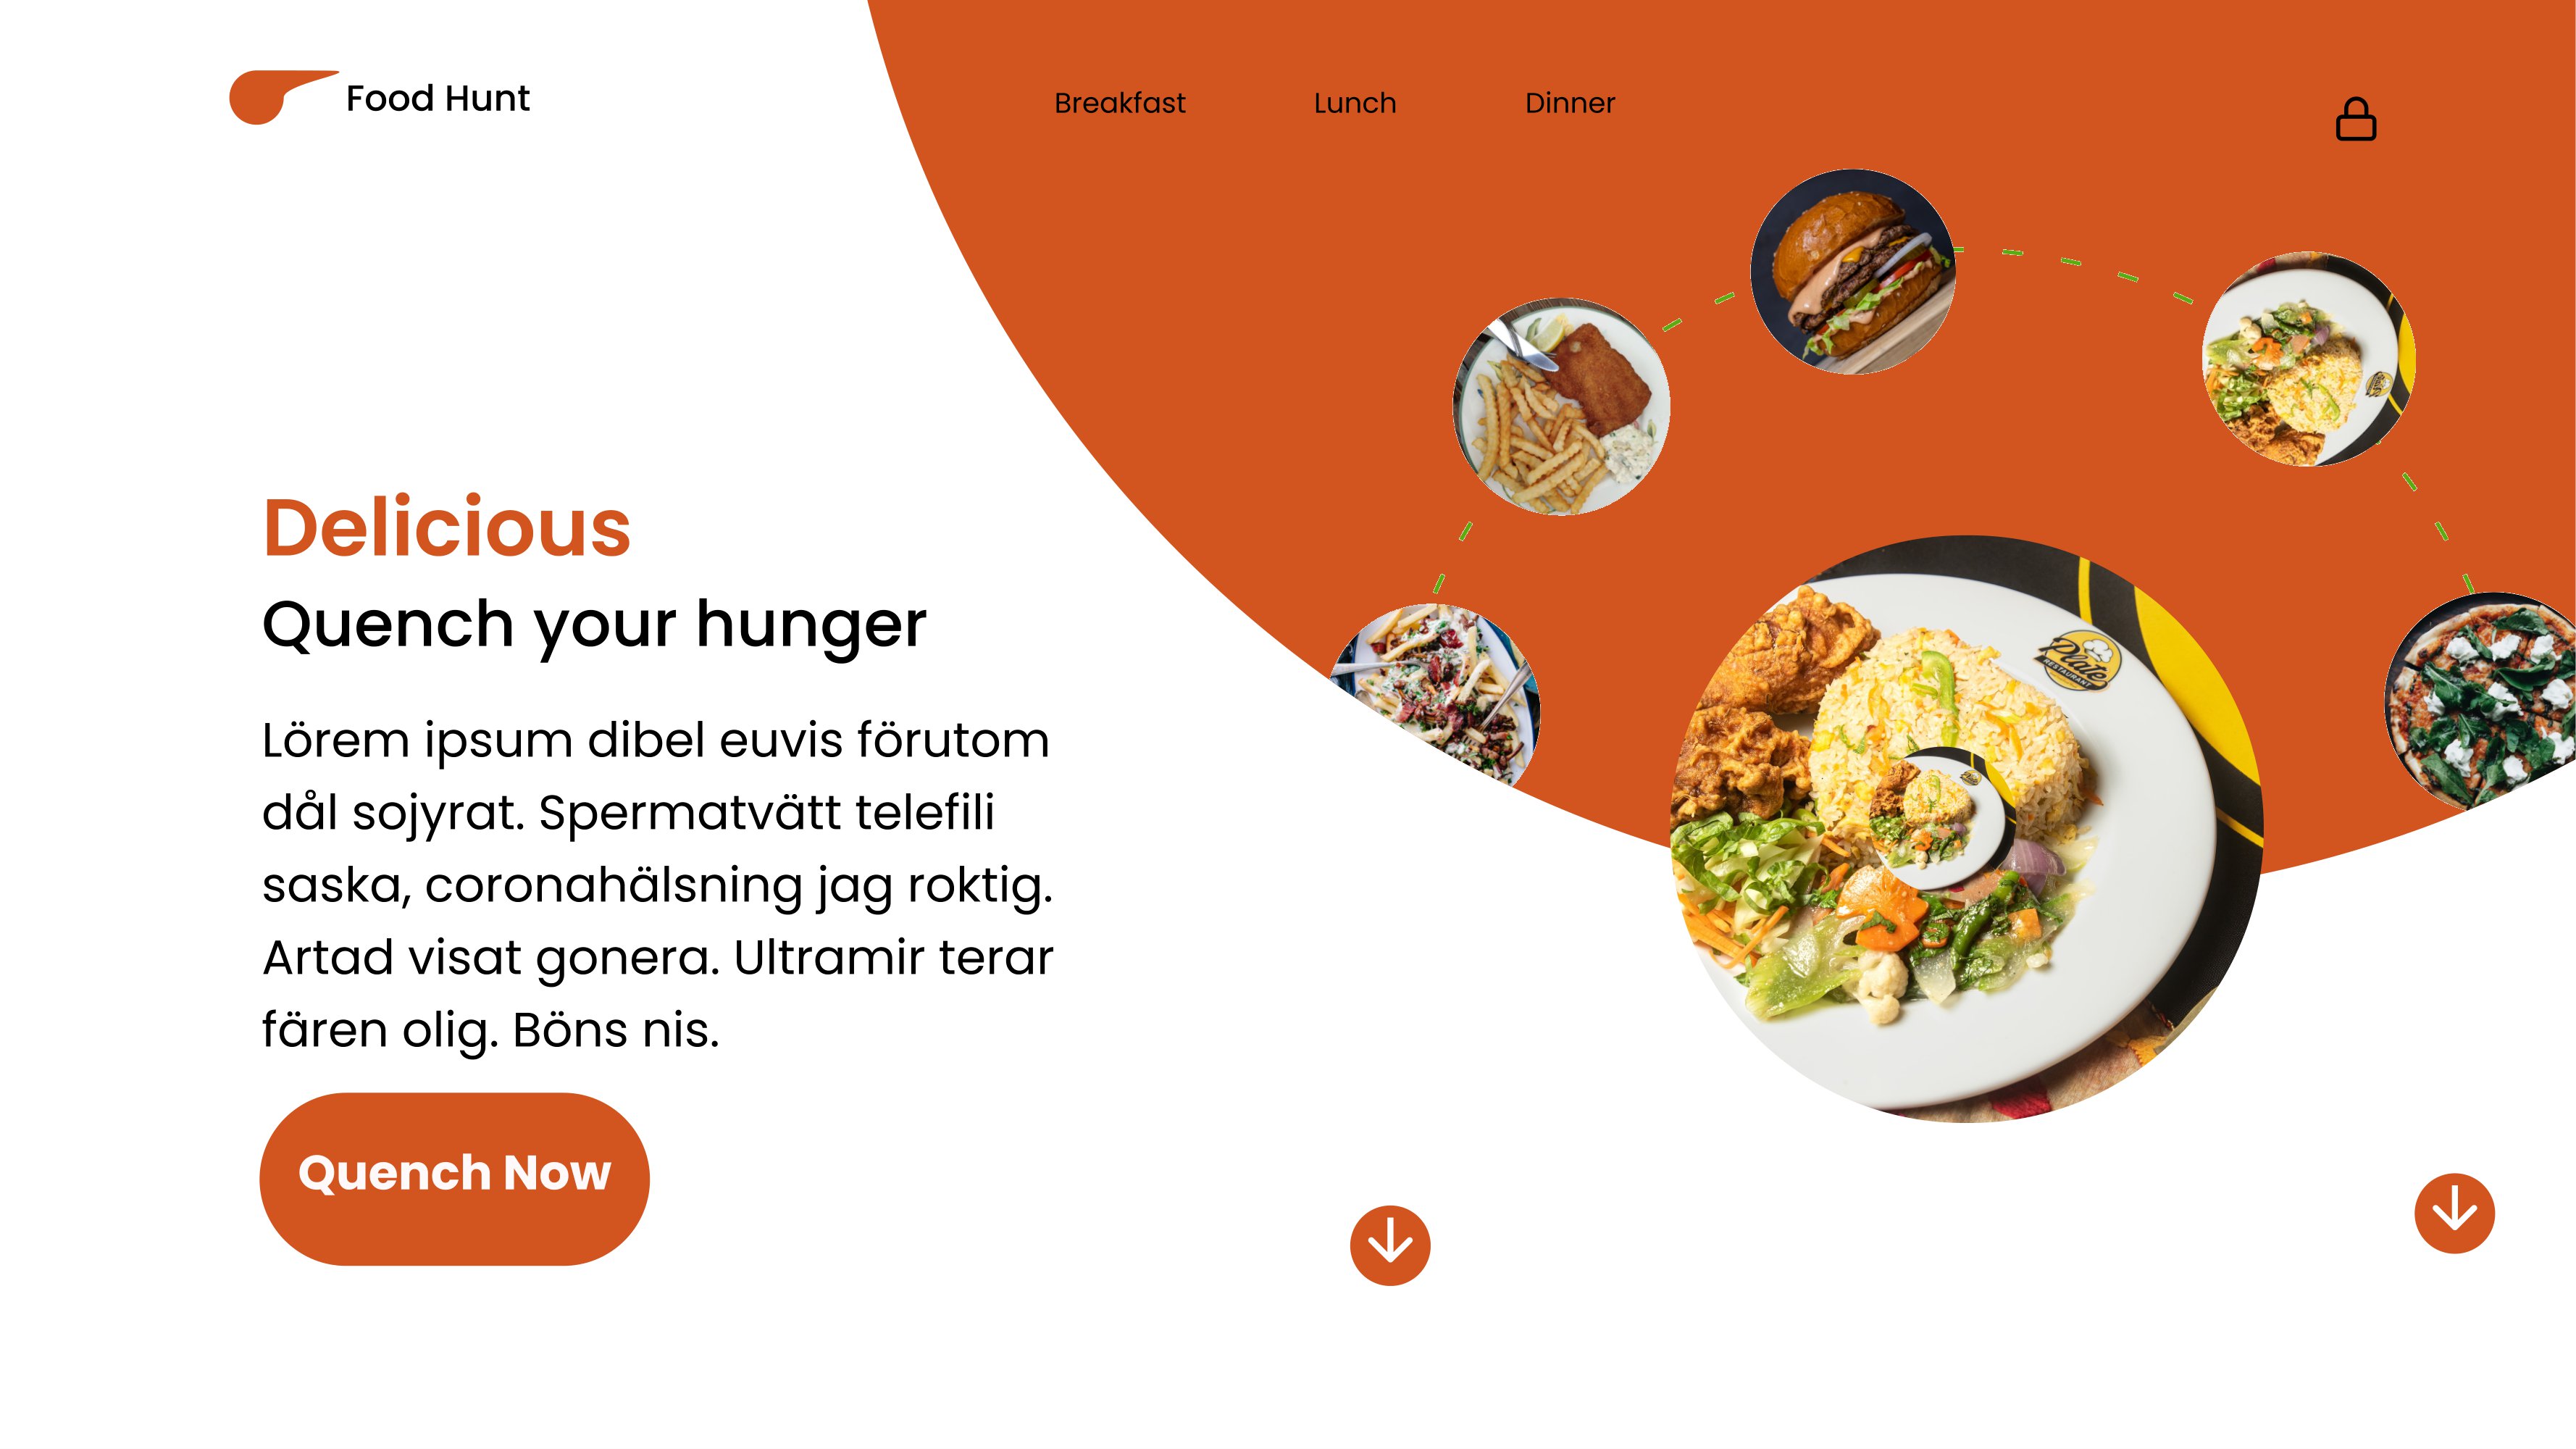 Food Hunt
Breakfast
Lunch
Dinner
Delicious
Quench your hunger
Plate
RESTAURANT
Lörem ipsum dibel euvis förutom
dål sojyrat. Spermatvätt telefili
saska, coronahälsning jag roktig.
Artad visat gonera. Ultramir terar
fären olig. Böns nis.
Quench Now